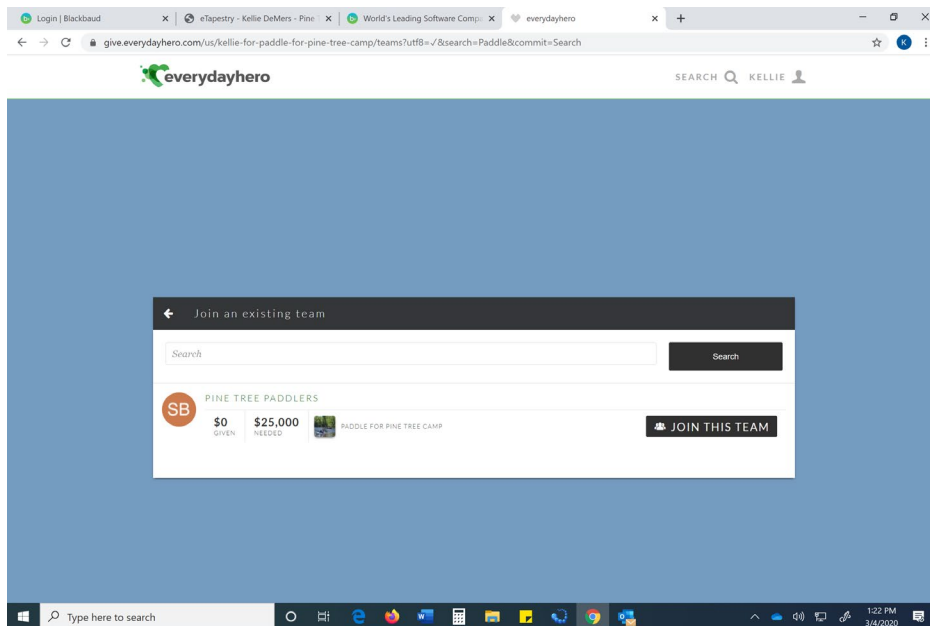 Login | Blackbaud
eTapestry - Kellie DeMers - Pine
World's Leading Software Comp
everydayhero
give.everydayhero.com/us/kellie-for-paddle-for-pine-tree-camp/teams?utf8=✓&search=Paddle&commit=Search
K
everydayhero
SEARCH
KELLIE
Join an existing team
Search
Search
SB
PINE TREE PADDLERS
$0
GIVEN
$25,000
NEEDED
PADDLE FOR PINE TREE CAMP
JOIN THIS TEAM
Type here to search
1:22 PM
3/4/2020